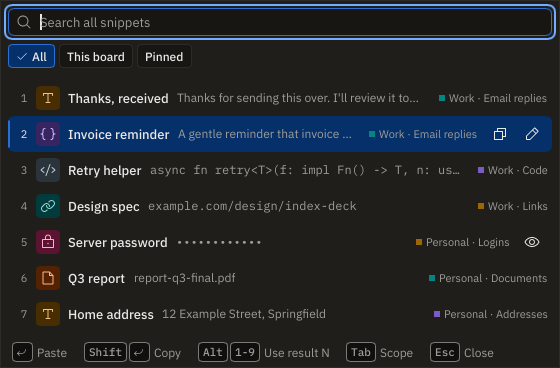 Search all snippets
All This board Pinned
1 T Thanks, received Thanks for sending this over. I'll review it to... Work · Email replies
2 { } Invoice reminder A gentle reminder that invoice ... Work · Email replies
3 </> Retry helper async fn retry<T>(f: impl Fn() -> T, n: us... Work · Code
4 Design spec example.com/design/index-deck Work · Links
5 Server password •••••••••••• Personal · Logins
6 Q3 report report-q3-final.pdf Personal · Documents
7 T Home address 12 Example Street, Springfield Personal · Addresses
Paste Shift Copy Alt 1-9 Use result N Tab Scope Esc Close